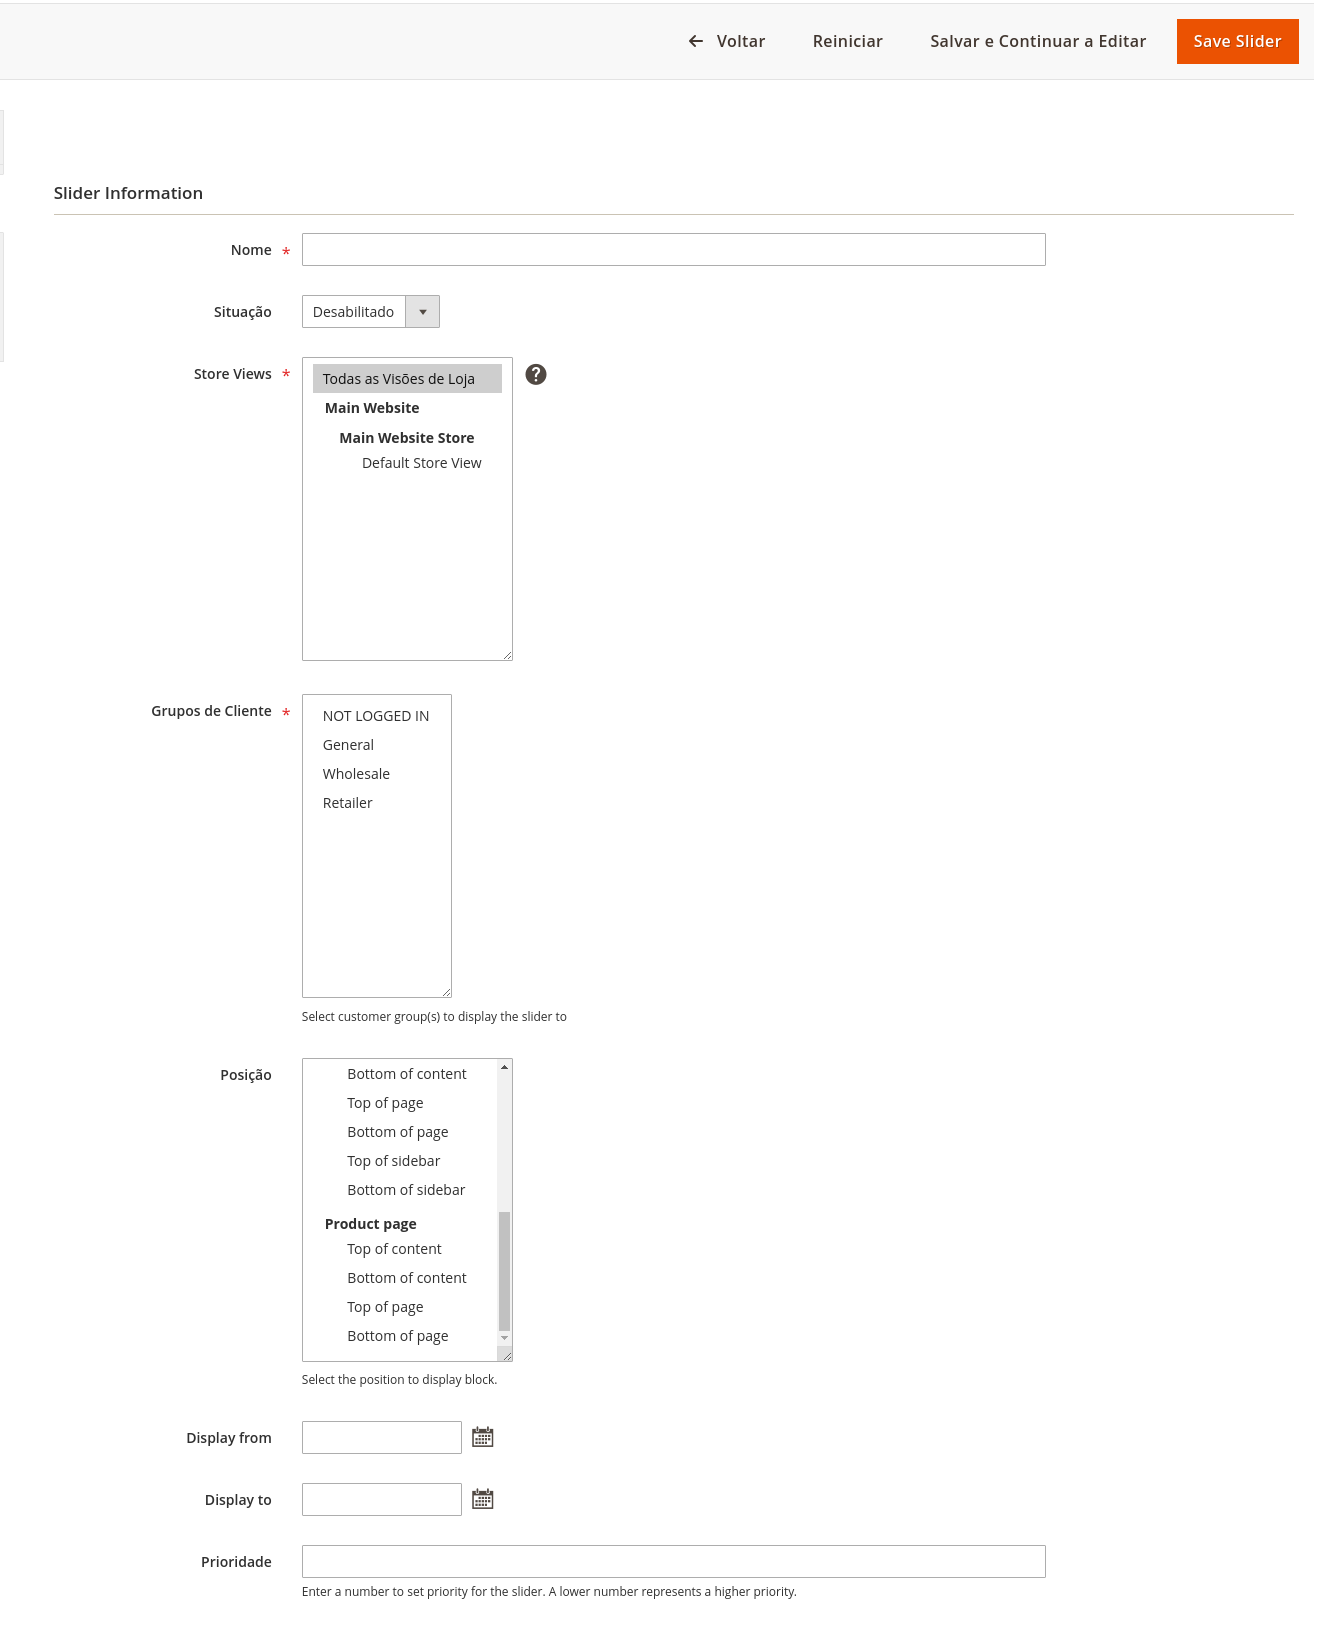 Voltar Reiniciar Salvar e Continuar a Editar Save Slider
Slider Information
Nome *
Situação Desabilitado
Store Views * Todas as Visões de Loja
Main Website
Main Website Store
Default Store View
Grupos de Cliente * NOT LOGGED IN
General
Wholesale
Retailer
Select customer group(s) to display the slider to
Posição Bottom of content
Top of page
Bottom of page
Top of sidebar
Bottom of sidebar
Product page
Top of content
Bottom of content
Top of page
Bottom of page
Select the position to display block.
Display from
Display to
Prioridade
Enter a number to set priority for the slider. A lower number represents a higher priority.